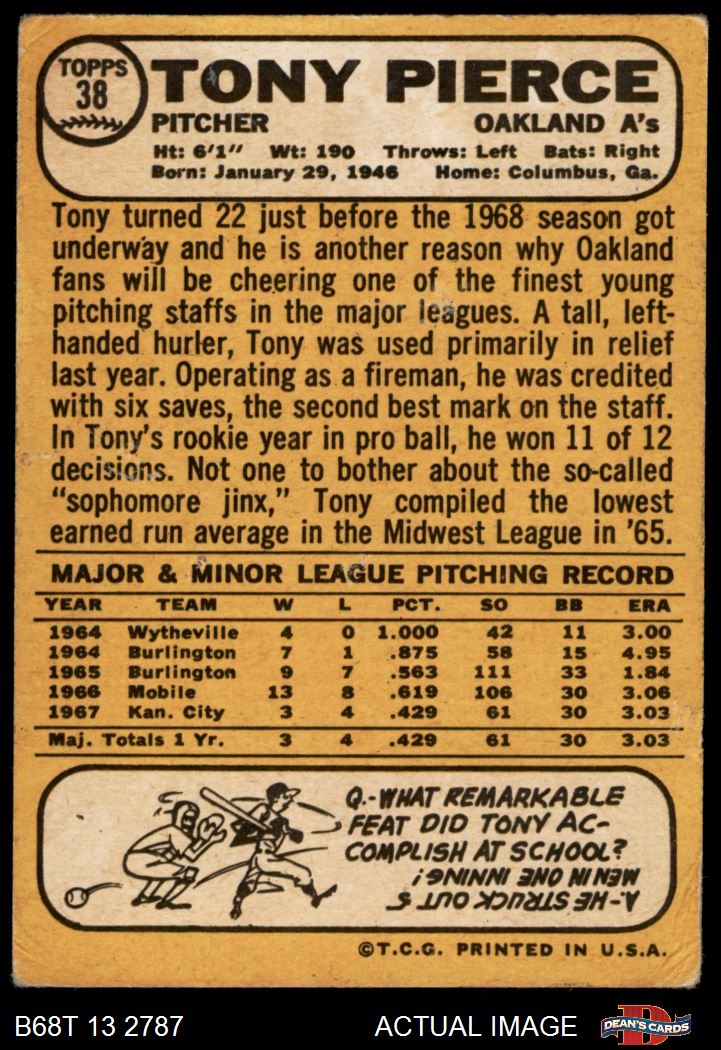 TOPPS
38
TONY PIERCE
PITCHER OAKLAND A's
Ht: 6'1" Wt: 190 Throws: Left Bats: Right
Born: January 29, 1946 Home: Columbus, Ga.
Tony turned 22 just before the 1968 season got
underway and he is another reason why Oakland
fans will be cheering one of the finest young
pitching staffs in the major leagues. A tall, left-
handed hurler, Tony was used primarily in relief
last year. Operating as a fireman, he was credited
with six saves, the second best mark on the staff.
In Tony's rookie year in pro ball, he won 11 of 12
decisions. Not one to bother about the so-called
"sophomore jinx," Tony compiled the lowest
earned run average in the Midwest League in '65.
MAJOR & MINOR LEAGUE PITCHING RECORD
YEAR TEAM W L PCT. SO BB ERA
1964 Wytheville 4 0 1.000 42 11 3.00
1964 Burlington 7 1 .875 58 15 4.95
1965 Burlington 9 7 .563 111 33 1.84
1966 Mobile 13 8 .619 106 30 3.06
1967 Kan. City 3 4 .429 61 30 3.03
Maj. Totals 1 Yr. 3 4 .429 61 30 3.03
Q.-WHAT REMARKABLE
FEAT DID TONY AC-
COMPLISH AT SCHOOL?
A-HE STRUCK OUT 5
MEN IN ONE INNING!
©T.C.G. PRINTED IN U.S.A.
B68T 13 2787 ACTUAL IMAGE D DEAN'S CARDS